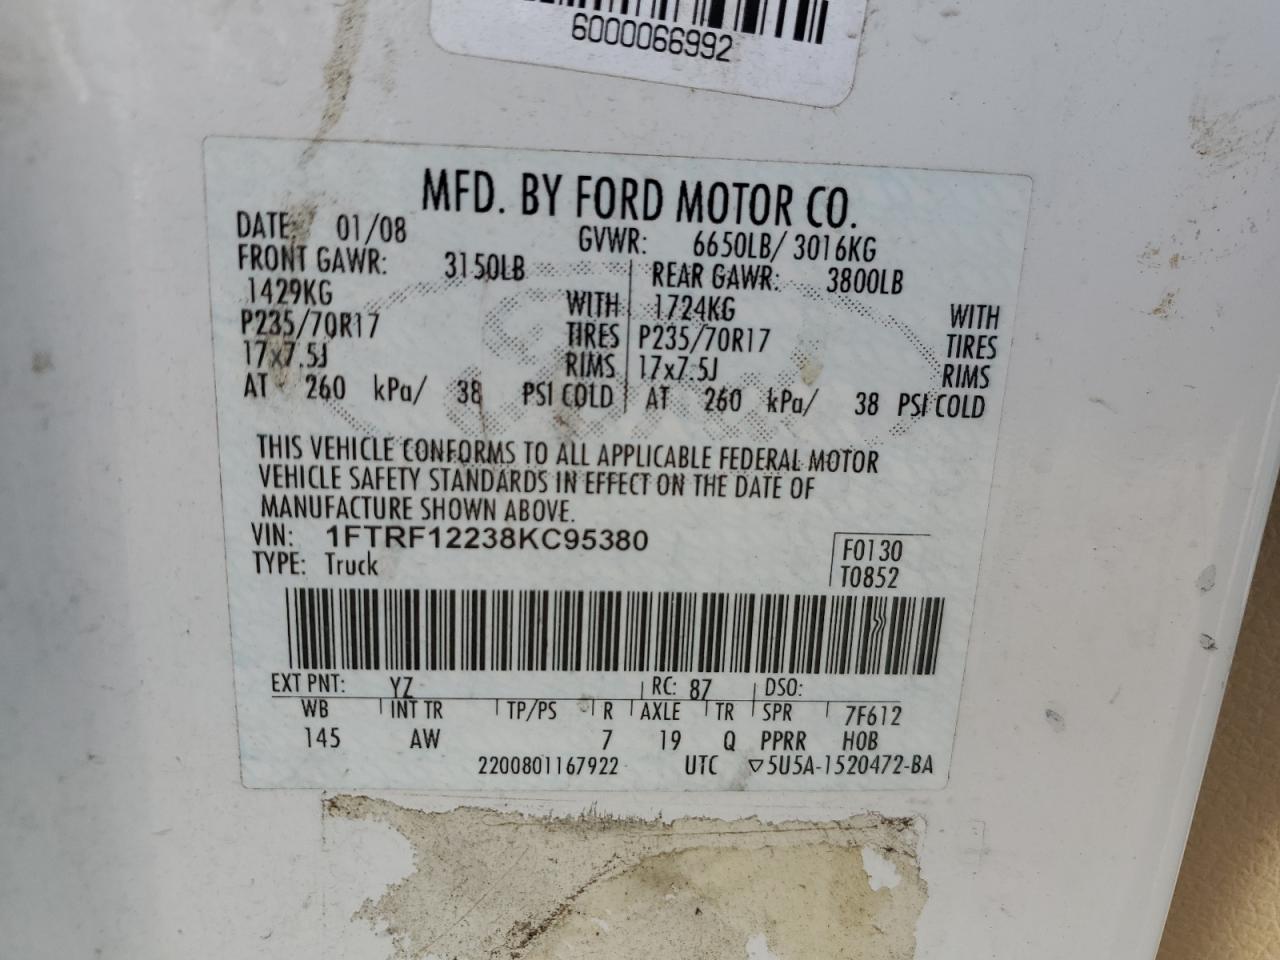 6000066992
MFD. BY FORD MOTOR CO.
DATE: 01/08 GVWR: 6650LB/ 3016KG
FRONT GAWR: 3150LB REAR GAWR: 3800LB
1429KG WITH 1724KG WITH
P235/70R17 TIRES P235/70R17 TIRES
17x7.5J RIMS 17x7.5J RIMS
AT 260 kPa/ 38 PSI COLD AT 260 kPa/ 38 PSI COLD
THIS VEHICLE CONFORMS TO ALL APPLICABLE FEDERAL MOTOR
VEHICLE SAFETY STANDARDS IN EFFECT ON THE DATE OF
MANUFACTURE SHOWN ABOVE.
VIN: 1FTRF12238KC95380 F0130
TYPE: Truck T0852
EXT PNT: YZ RC: 87 DSO:
WB INT TR TP/PS R AXLE TR SPR 7F612
145 AW 7 19 Q PPRR H0B
2200801167922 UTC ▽5U5A-1520472-BA